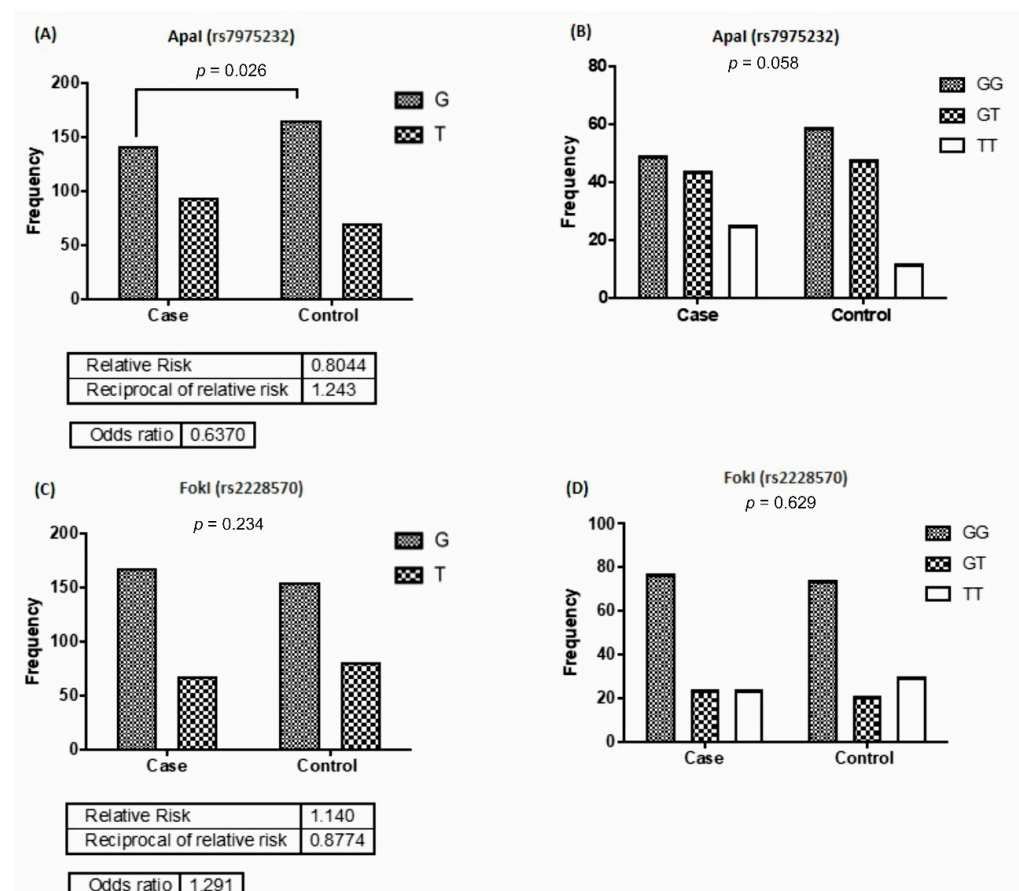 (A)
ApaI (rs7975232)
p = 0.026
200
150
100
50
0
Frequency
G
T
Case
Control
Relative Risk 0.8044
Reciprocal of relative risk 1.243
Odds ratio 0.6370
(B)
ApaI (rs7975232)
p = 0.058
80
60
40
20
0
Frequency
GG
GT
TT
Case
Control
(C)
FokI (rs2228570)
p = 0.234
200
150
100
50
0
Frequency
G
T
Case
Control
Relative Risk 1.140
Reciprocal of relative risk 0.8774
Odds ratio 1.291
(D)
FokI (rs2228570)
p = 0.629
100
80
60
40
20
0
Frequency
GG
GT
TT
Case
Control